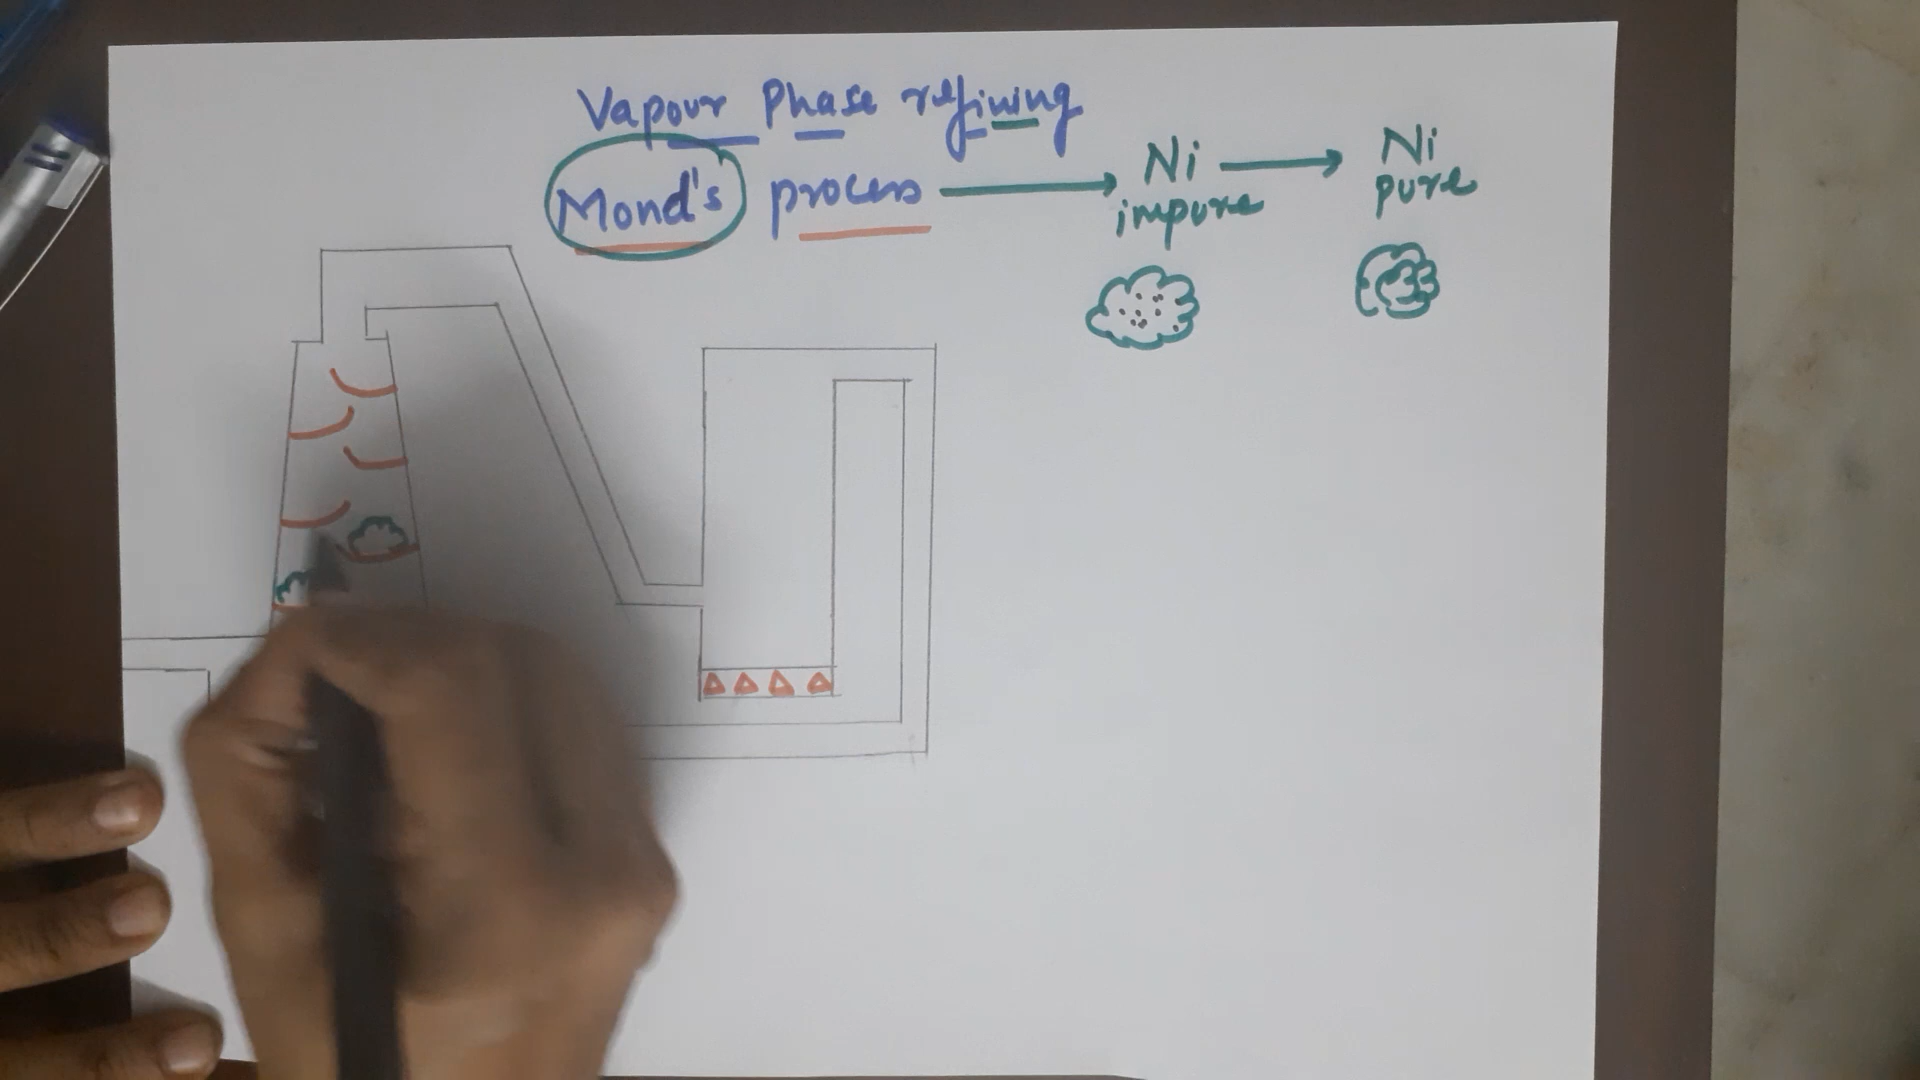 Vapour Phase refining
Mond's process → Ni impure → Ni pure